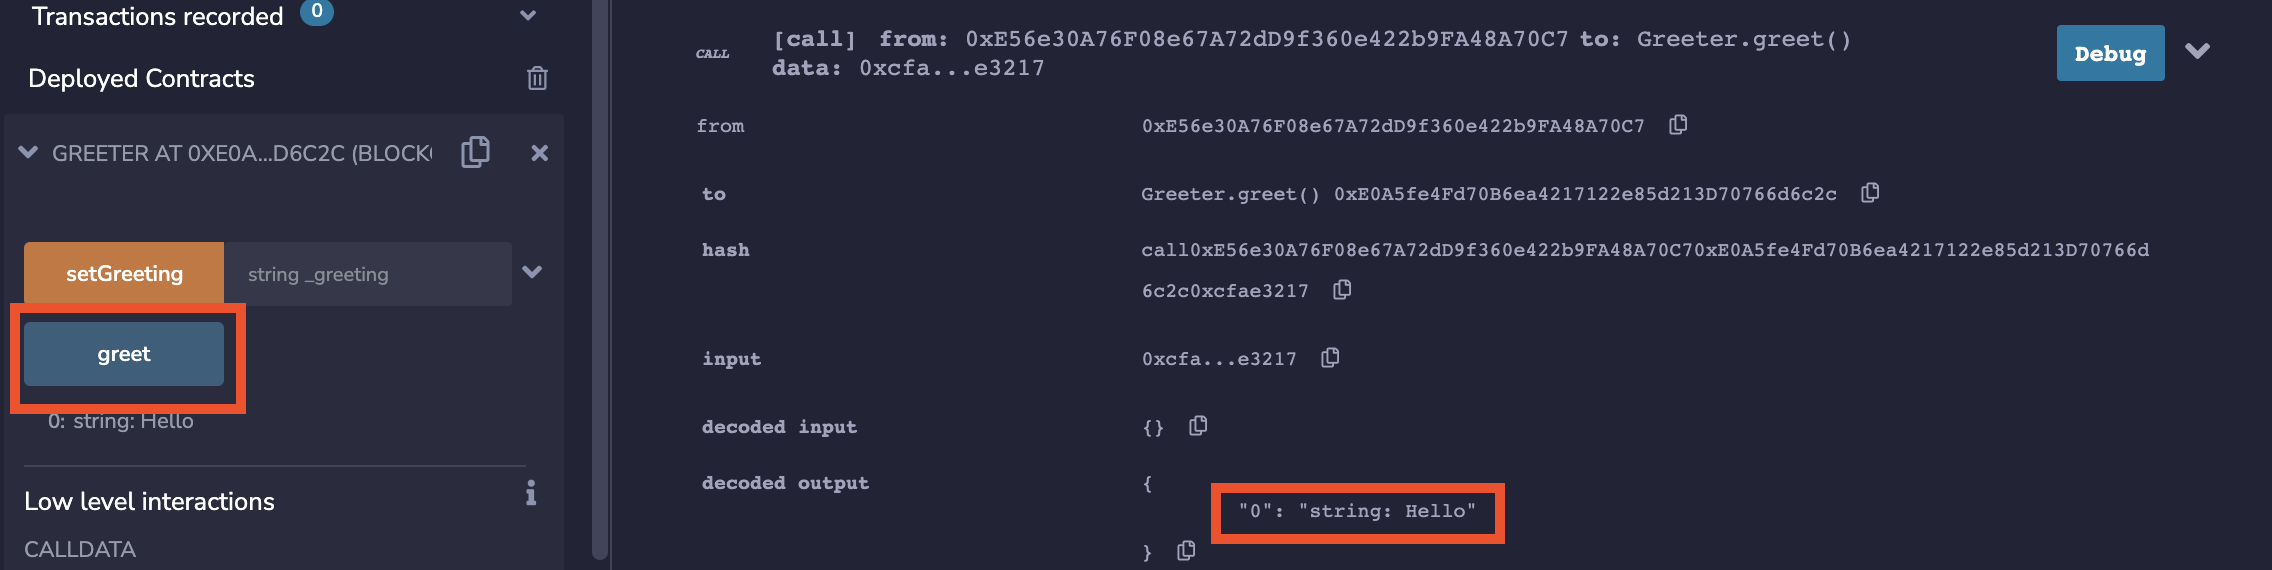 Transactions recorded 0
Deployed Contracts
GREETER AT 0XE0A...D6C2C (BLOCK
setGreeting string _greeting
greet
0: string: Hello
Low level interactions
i
CALLDATA
CALL [call] from: 0xE56e30A76F08e67A72dD9f360e422b9FA48A70C7 to: Greeter.greet()
data: 0xcfa...e3217
Debug
from 0xE56e30A76F08e67A72dD9f360e422b9FA48A70C7
to Greeter.greet() 0xE0A5fe4Fd70B6ea4217122e85d213D70766d6c2c
hash call0xE56e30A76F08e67A72dD9f360e422b9FA48A70C70xE0A5fe4Fd70B6ea4217122e85d213D70766d
6c2c0xcfae3217
input 0xcfa...e3217
decoded input {}
decoded output {
"0": "string: Hello"
}